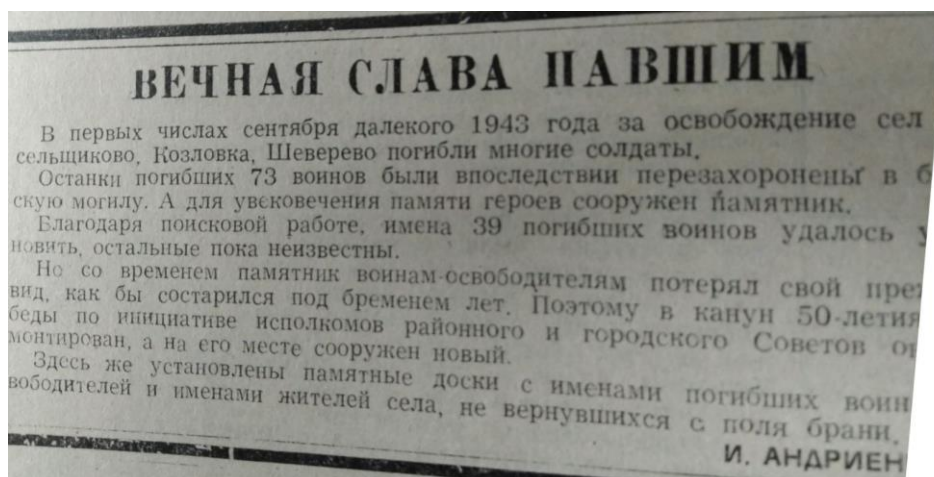 ВЕЧНАЯ СЛАВА ПАВШИМ
В первых числах сентября далекого 1943 года за освобождение сел
сельщиково, Козловка, Шеверево погибли многие солдаты.
Останки погибших 73 воинов были впоследствии перезахоронены в б
скую могилу. А для увековечения памяти героев сооружен памятник.
Благодаря поисковой работе, имена 39 погибших воинов удалось у
новить, остальные пока неизвестны.
Но со временем памятник воинам-освободителям потерял свой преж
вид, как бы состарился под бременем лет. Поэтому в канун 50-летия
беды по инициативе исполкомов районного и городского Советов он
монтирован, а на его месте сооружен новый.
Здесь же установлены памятные доски с именами погибших воин
вободителей и именами жителей села, не вернувшихся с поля брани.
И. АНДРИЕН